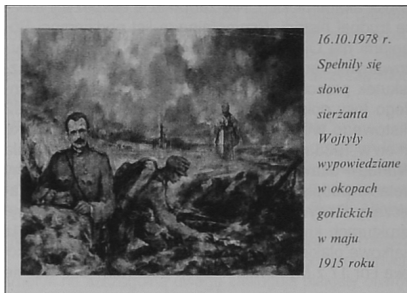 16.10.1978 r.
Spełniły się
słowa
sierżanta
Wojtyły
wypowiedziane
w okopach
gorlickich
w maju
1915 roku